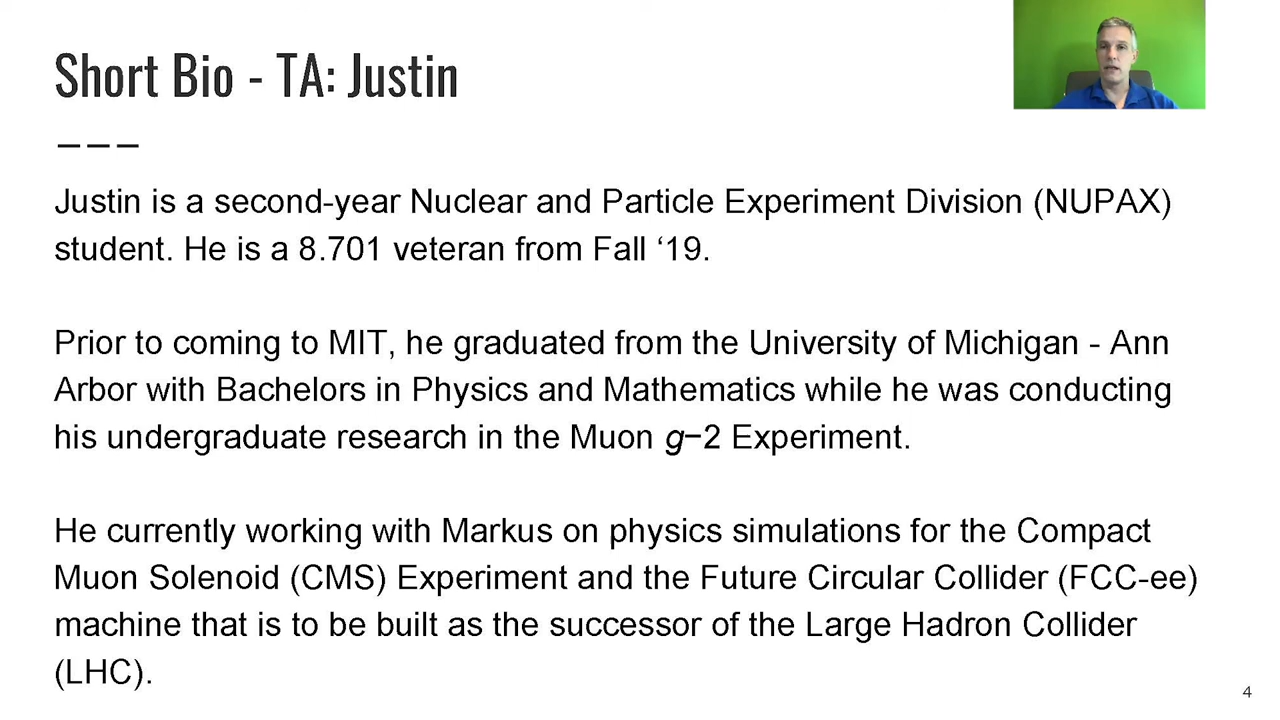 Short Bio - TA: Justin
Justin is a second-year Nuclear and Particle Experiment Division (NUPAX)
student. He is a 8.701 veteran from Fall ‘19.
Prior to coming to MIT, he graduated from the University of Michigan - Ann
Arbor with Bachelors in Physics and Mathematics while he was conducting
his undergraduate research in the Muon g−2 Experiment.
He currently working with Markus on physics simulations for the Compact
Muon Solenoid (CMS) Experiment and the Future Circular Collider (FCC-ee)
machine that is to be built as the successor of the Large Hadron Collider
(LHC).
4